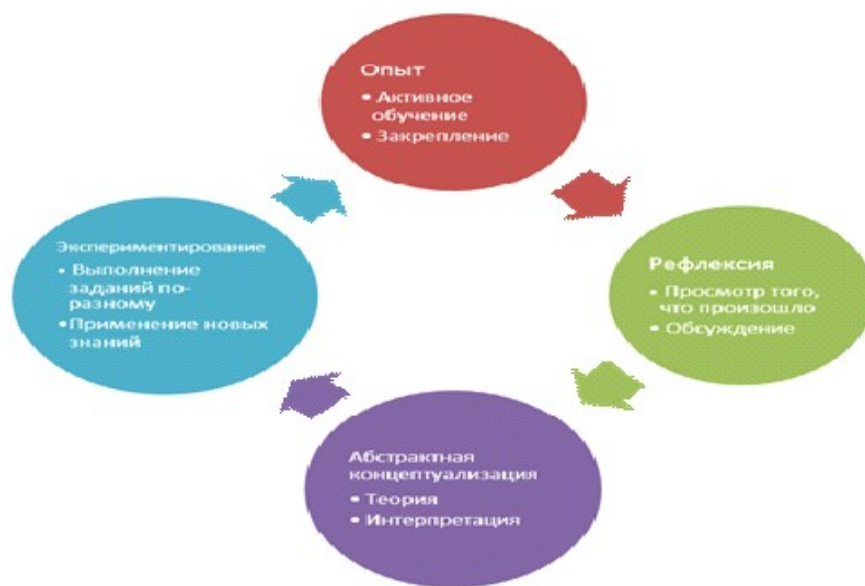 Опыт
• Активное
обучение
• Закрепление
Рефлексия
• Просмотр того,
что произошло
• Обсуждение
Абстрактная
концептуализация
• Теория
• Интерпретация
Экспериментирование
• Выполнение
заданий по-
разному
•Применение новых
знаний